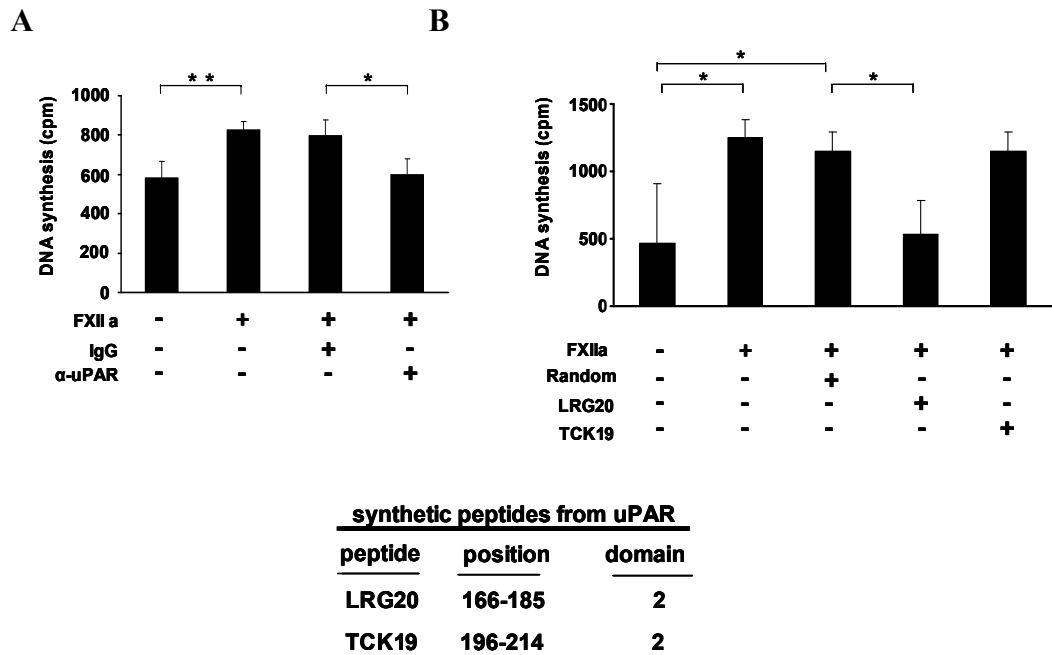 A
B
DNA synthesis (cpm)
1000
800
600
400
200
0
* *
*
FXII a - + + +
IgG - - + -
α-uPAR - - - +
DNA synthesis (cpm)
1500
1000
500
0
*
*
*
FXIIa - + + + +
Random - - + - -
LRG20 - - - + -
TCK19 - - - - +
synthetic peptides from uPAR
peptide position domain
LRG20 166-185 2
TCK19 196-214 2